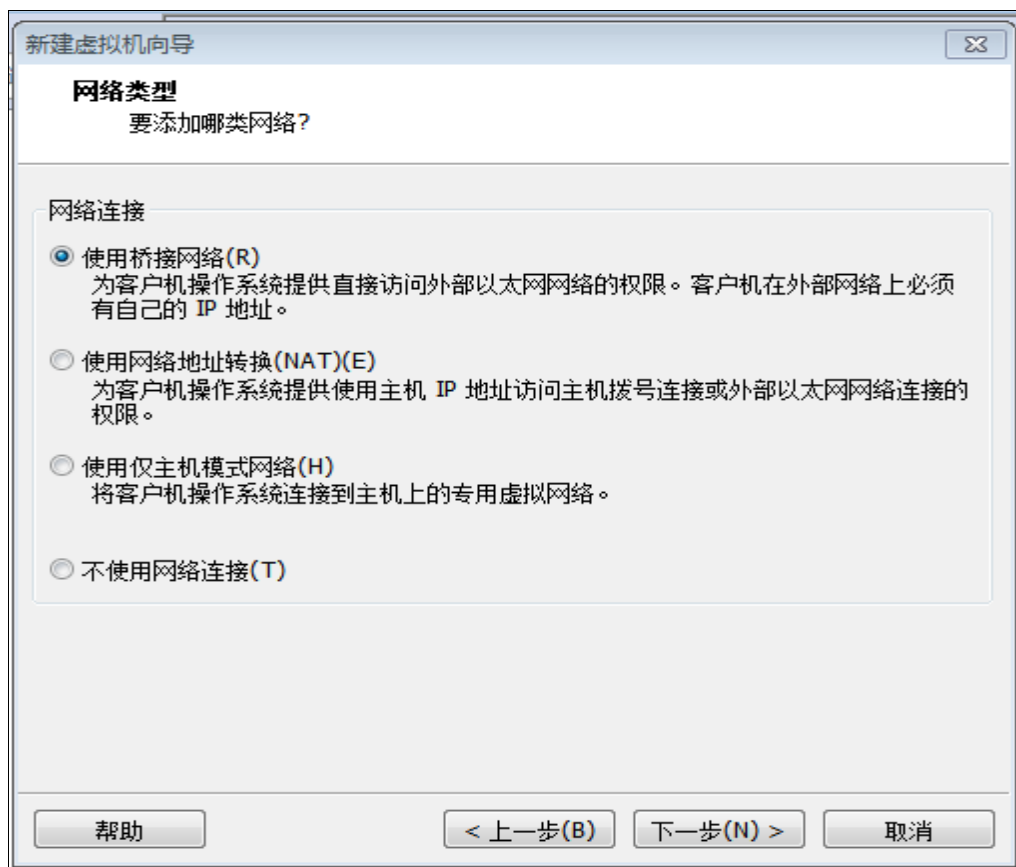 新建虚拟机向导
网络类型
要添加哪类网络?
网络连接
使用桥接网络(R)
为客户机操作系统提供直接访问外部以太网网络的权限。客户机在外部网络上必须
有自己的 IP 地址。
使用网络地址转换(NAT)(E)
为客户机操作系统提供使用主机 IP 地址访问主机拨号连接或外部以太网网络连接的
权限。
使用仅主机模式网络(H)
将客户机操作系统连接到主机上的专用虚拟网络。
不使用网络连接(T)
帮助
< 上一步(B)
下一步(N) >
取消